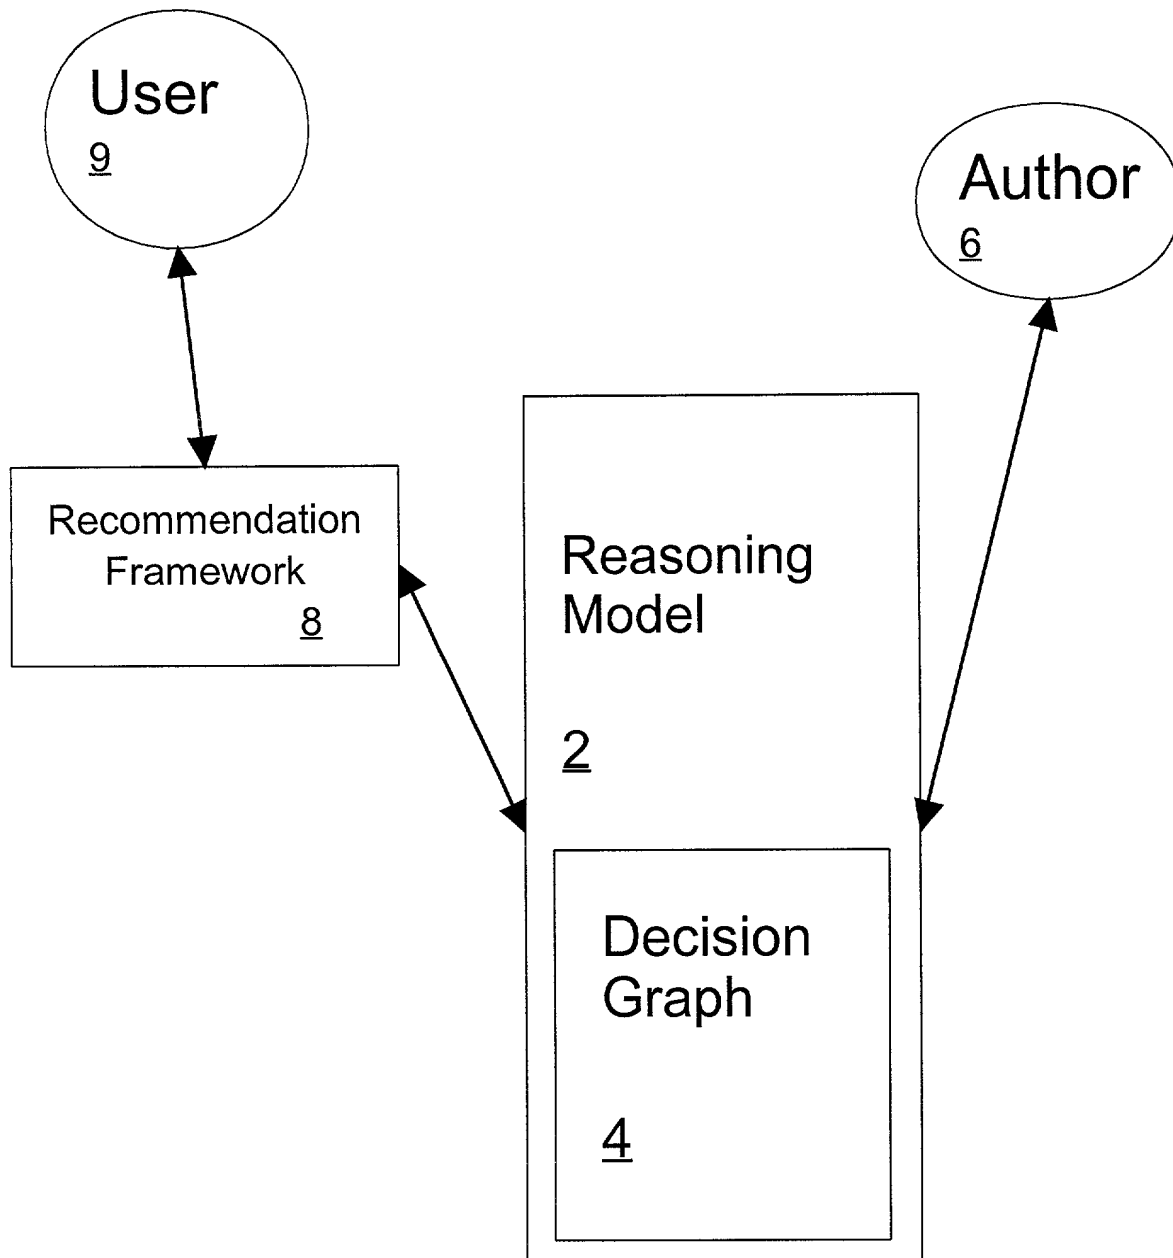 User
9
Author
6
Recommendation
Framework
8
Reasoning
Model
2
Decision
Graph
4